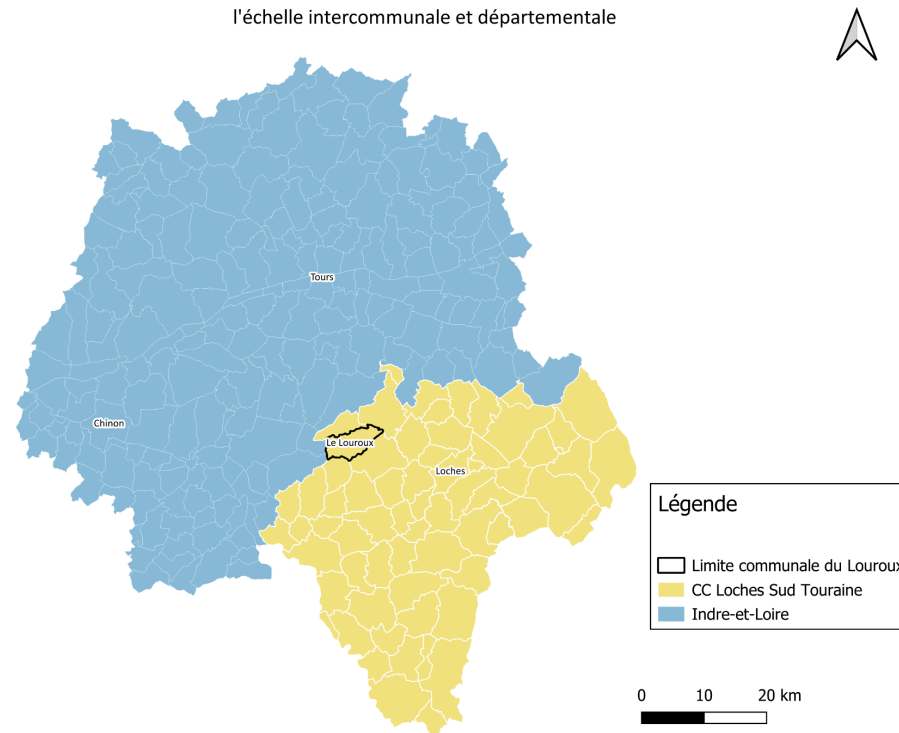 l'échelle intercommunale et départementale
Tours
Chinon
Le Louroux
Loches
Légende
Limite communale du Louroux
CC Loches Sud Touraine
Indre-et-Loire
0 10 20 km